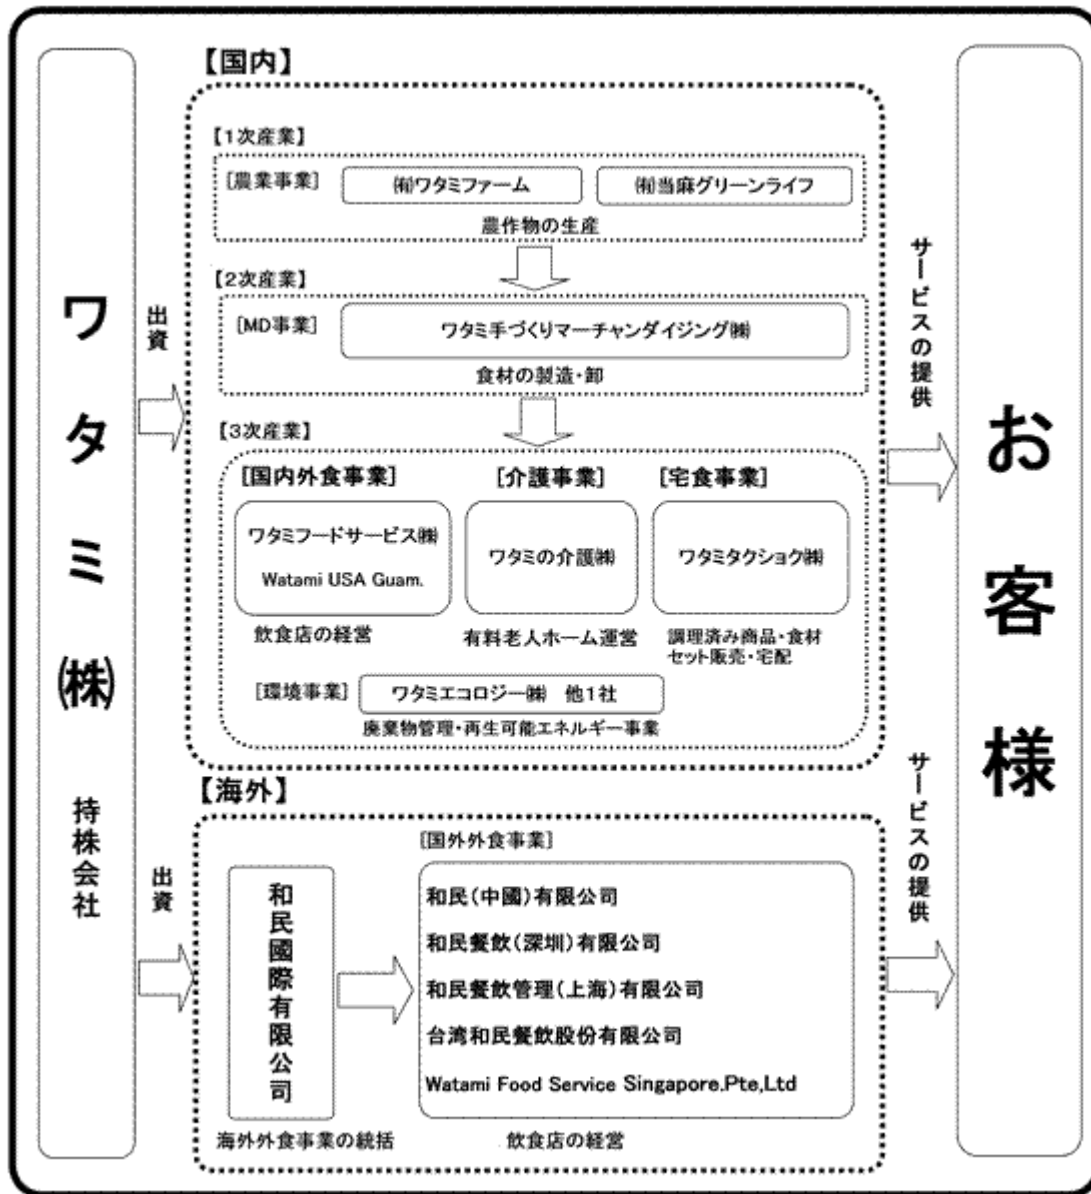 ワタミ㈱ 持株会社
出資
【国内】
【1次産業】
[農業事業]
㈲ワタミファーム
㈲当麻グリーンライフ
農作物の生産
【2次産業】
[MD事業]
ワタミ手づくりマーチャンダイジング㈱
食材の製造・卸
【3次産業】
[国内外食事業]
ワタミフードサービス㈱
Watami USA Guam.
飲食店の経営
[介護事業]
ワタミの介護㈱
有料老人ホーム運営
[宅食事業]
ワタミタクショク㈱
調理済み商品・食材
セット販売・宅配
[環境事業]
ワタミエコロジー㈱ 他1社
廃棄物管理・再生可能エネルギー事業
サービスの提供
お客様
出資
【海外】
和民國際有限公司
海外外食事業の統括
[国外外食事業]
和民(中國)有限公司
和民餐飲(深圳)有限公司
和民餐飲管理(上海)有限公司
台湾和民餐飲股份有限公司
Watami Food Service Singapore.Pte,Ltd
飲食店の経営
サービスの提供